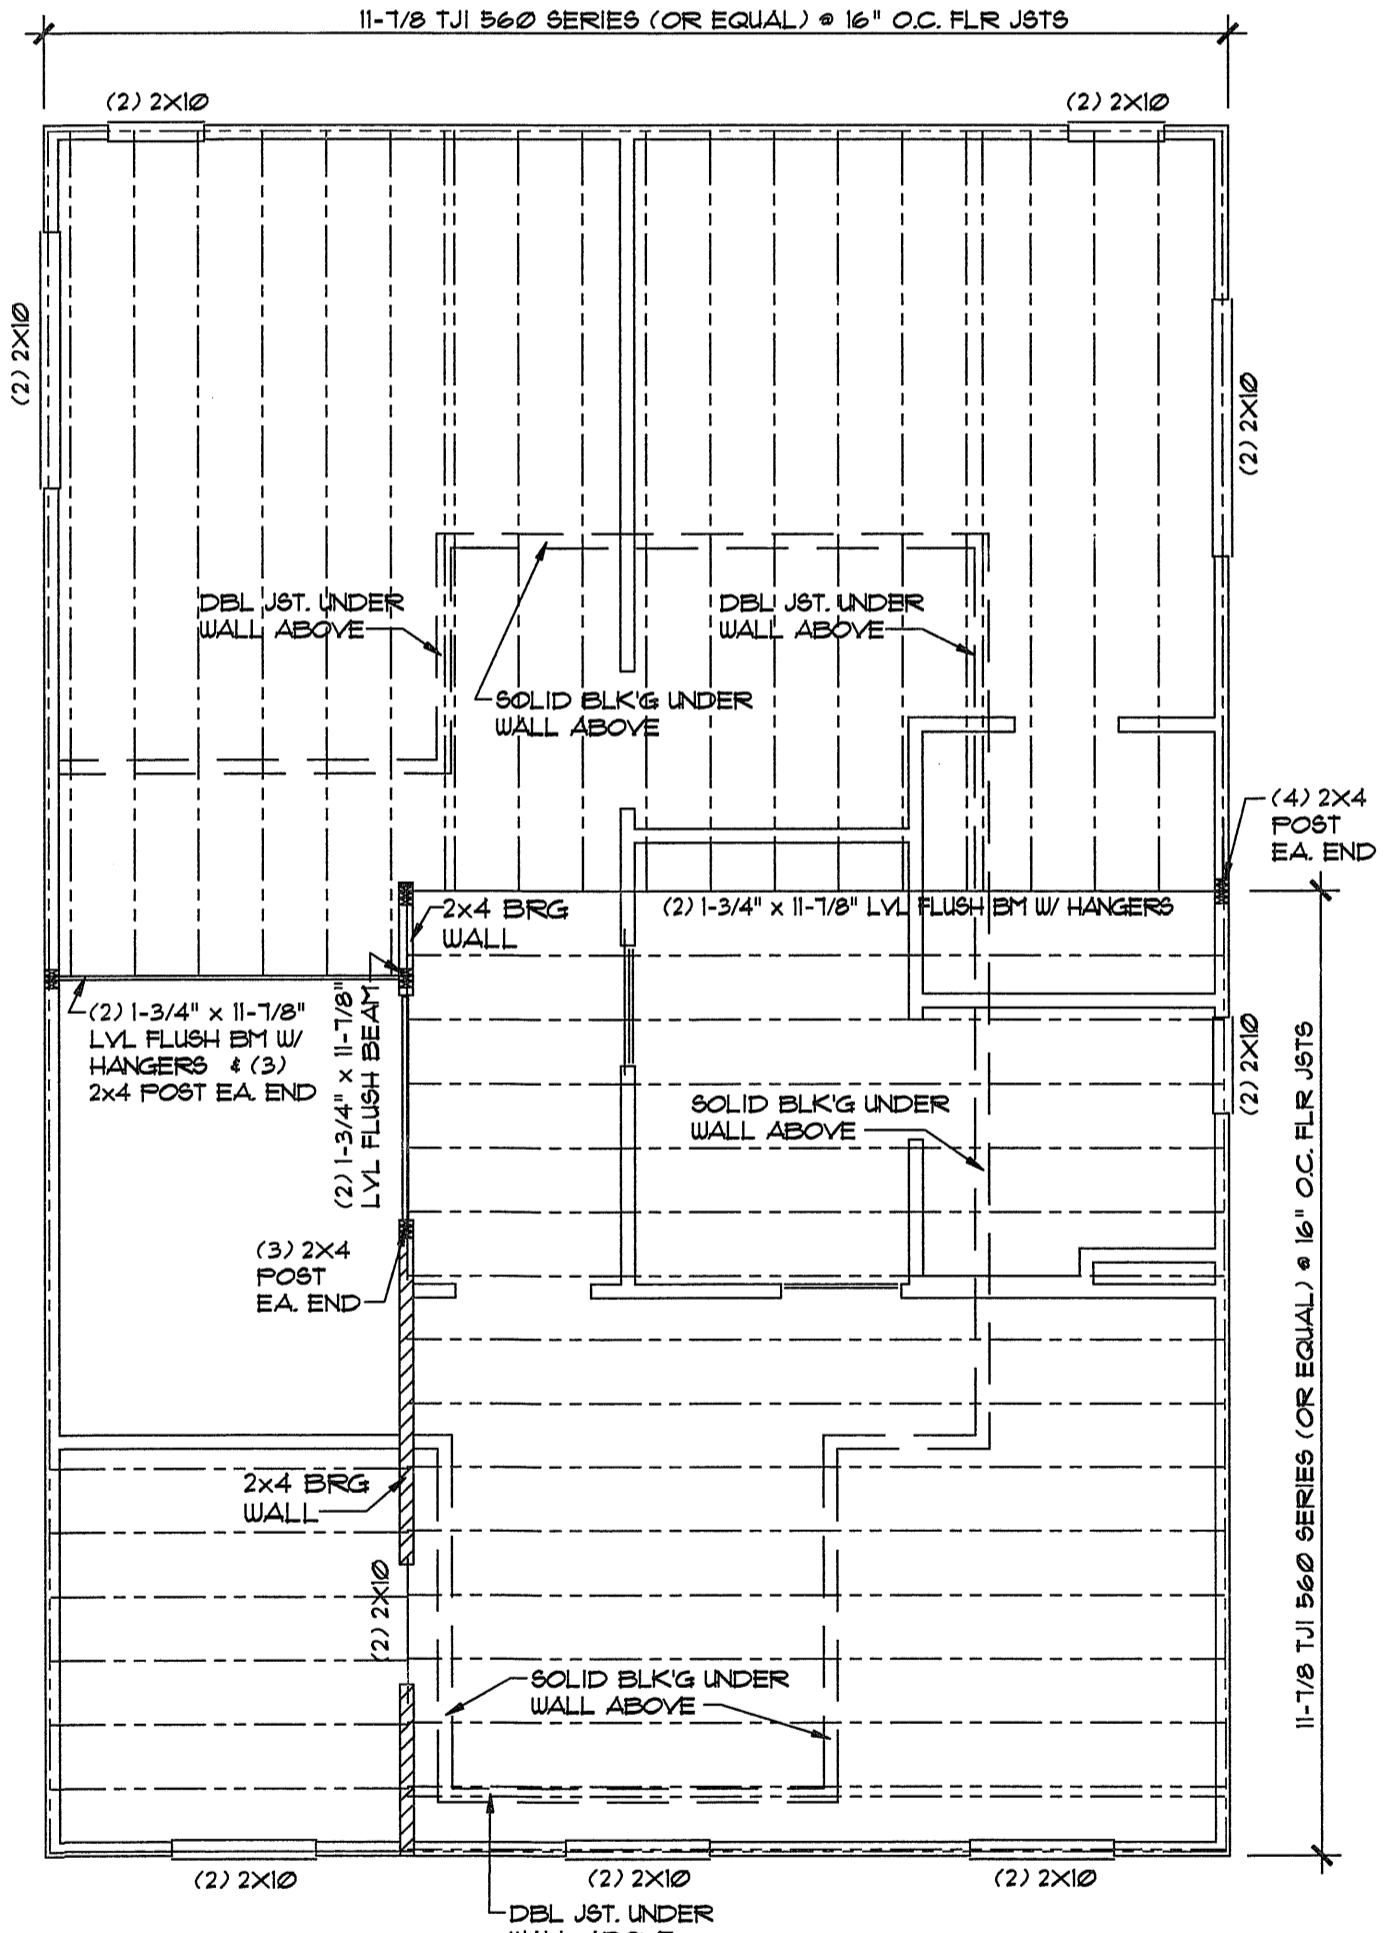 11-7/8 TJI 560 SERIES (OR EQUAL) @ 16" O.C. FLR JSTS
(2) 2X10
(2) 2X10
(2) 2X10
(2) 2X10
DBL JST. UNDER
WALL ABOVE
DBL JST. UNDER
WALL ABOVE
SOLID BLK'G UNDER
WALL ABOVE
(4) 2X4
POST
EA. END
2x4 BRG
WALL
(2) 1-3/4" x 11-7/8" LVL FLUSH BM W/ HANGERS
(2) 1-3/4" x 11-7/8"
LVL FLUSH BM W/
HANGERS & (3)
2x4 POST EA. END
(2) 1-3/4" x 11-7/8"
LVL FLUSH BEAM
(2) 2X10
SOLID BLK'G UNDER
WALL ABOVE
11-7/8 TJI 560 SERIES (OR EQUAL) @ 16" O.C. FLR JSTS
(3) 2X4
POST
EA. END
2x4 BRG
WALL
(2) 2X10
SOLID BLK'G UNDER
WALL ABOVE
(2) 2X10
(2) 2X10
(2) 2X10
DBL JST. UNDER